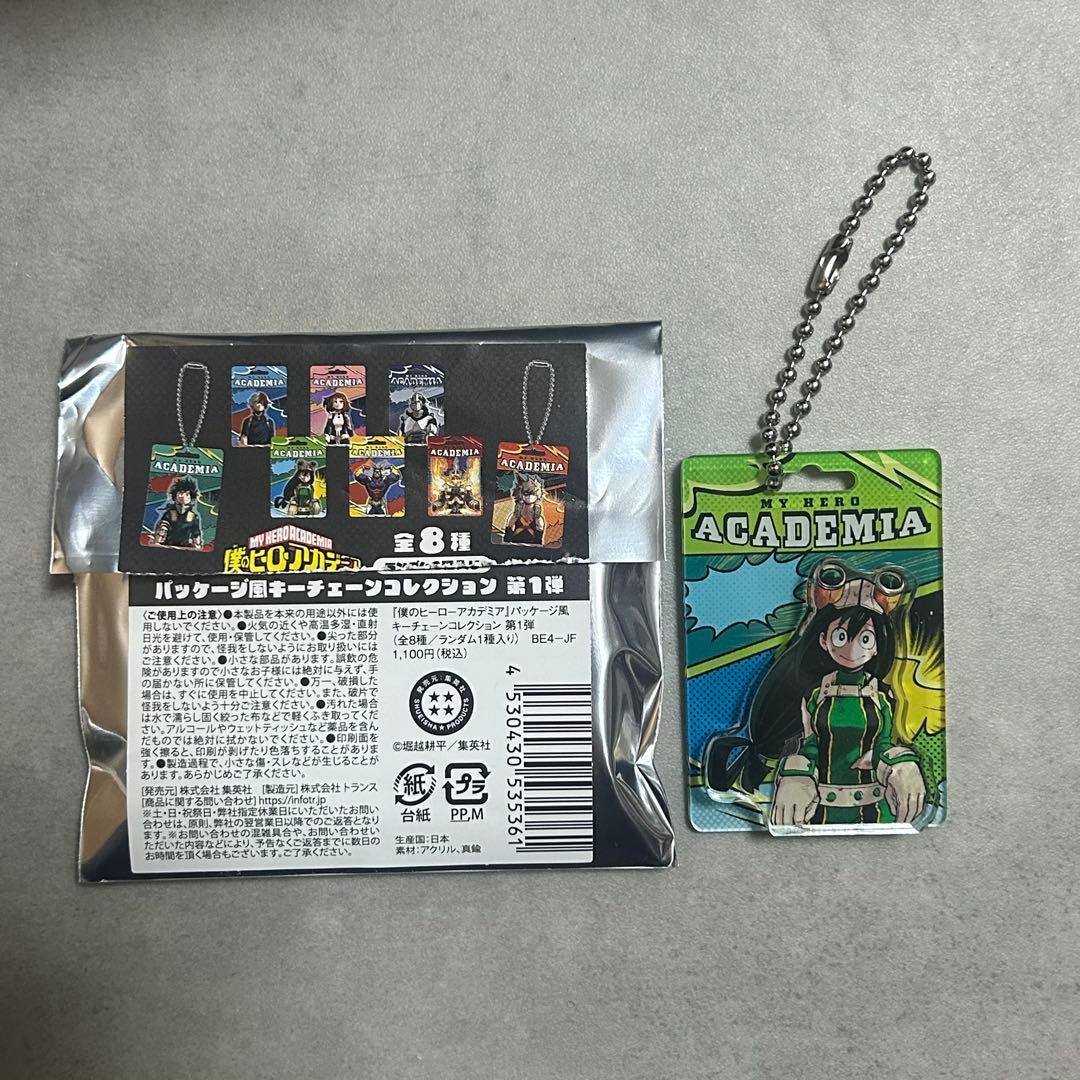 ACADEMIA
MY HERO
ACADEMIA
ACADEMIA
ACADEMIA
ACADEMIA
ACADEMIA
MY HERO ACADEMIA
僕のヒーローアカデミア
全8種
パッケージ風キーチェーンコレクション 第1弾
〈ご使用上の注意〉●本製品を本来の用途以外には使
用しないでください。●火気の近くや高温多湿・直射
日光を避けて、使用・保管してください。●尖った部分
がありますので、怪我をしないようにお取り扱いには
ご注意ください。●小さな部品があります。誤飲の危
険がありますので小さなお子様には絶対に与えず、手
の届かない所に保管してください。●万一、破損した
場合は、すぐに使用を中止してください。また、破片で
怪我をしないよう十分ご注意ください。●汚れた場合
は水で濡らし固く絞った布などで軽くふき取ってくださ
い。アルコールやウェットティッシュなど薬品を含ん
だものでは絶対に拭かないでください。●印刷面を
強く擦ると、印刷が剥げたり色落ちすることがありま
す。●製造過程で、小さな傷・スレなどが生じることが
あります。あらかじめご了承ください。
[発売元] 株式会社 集英社 [製造元] 株式会社 トランス
[商品に関する問い合わせ] https://infotr.jp
※土・日・祝祭日・弊社指定休業日にいただいたお問い
合わせは、原則、弊社の翌営業日以降でのご返答となり
ます。※お問い合わせの混雑具合や、お問い合わせいた
だいた内容などにより、予告なくご返答までに数日の
お時間を頂く場合もございます。ご了承ください。
『僕のヒーローアカデミア』パッケージ風
キーチェーンコレクション 第1弾
(全8種/ランダム1種入り) BE4-JF
1,100円(税込)
発売元:集英社
SHUEISHA PRODUCTS
©堀越耕平/集英社
紙
台紙
プラ
PP,M
生産国:日本
素材:アクリル、真鍮
4 530430 535361
MY HERO
ACADEMIA